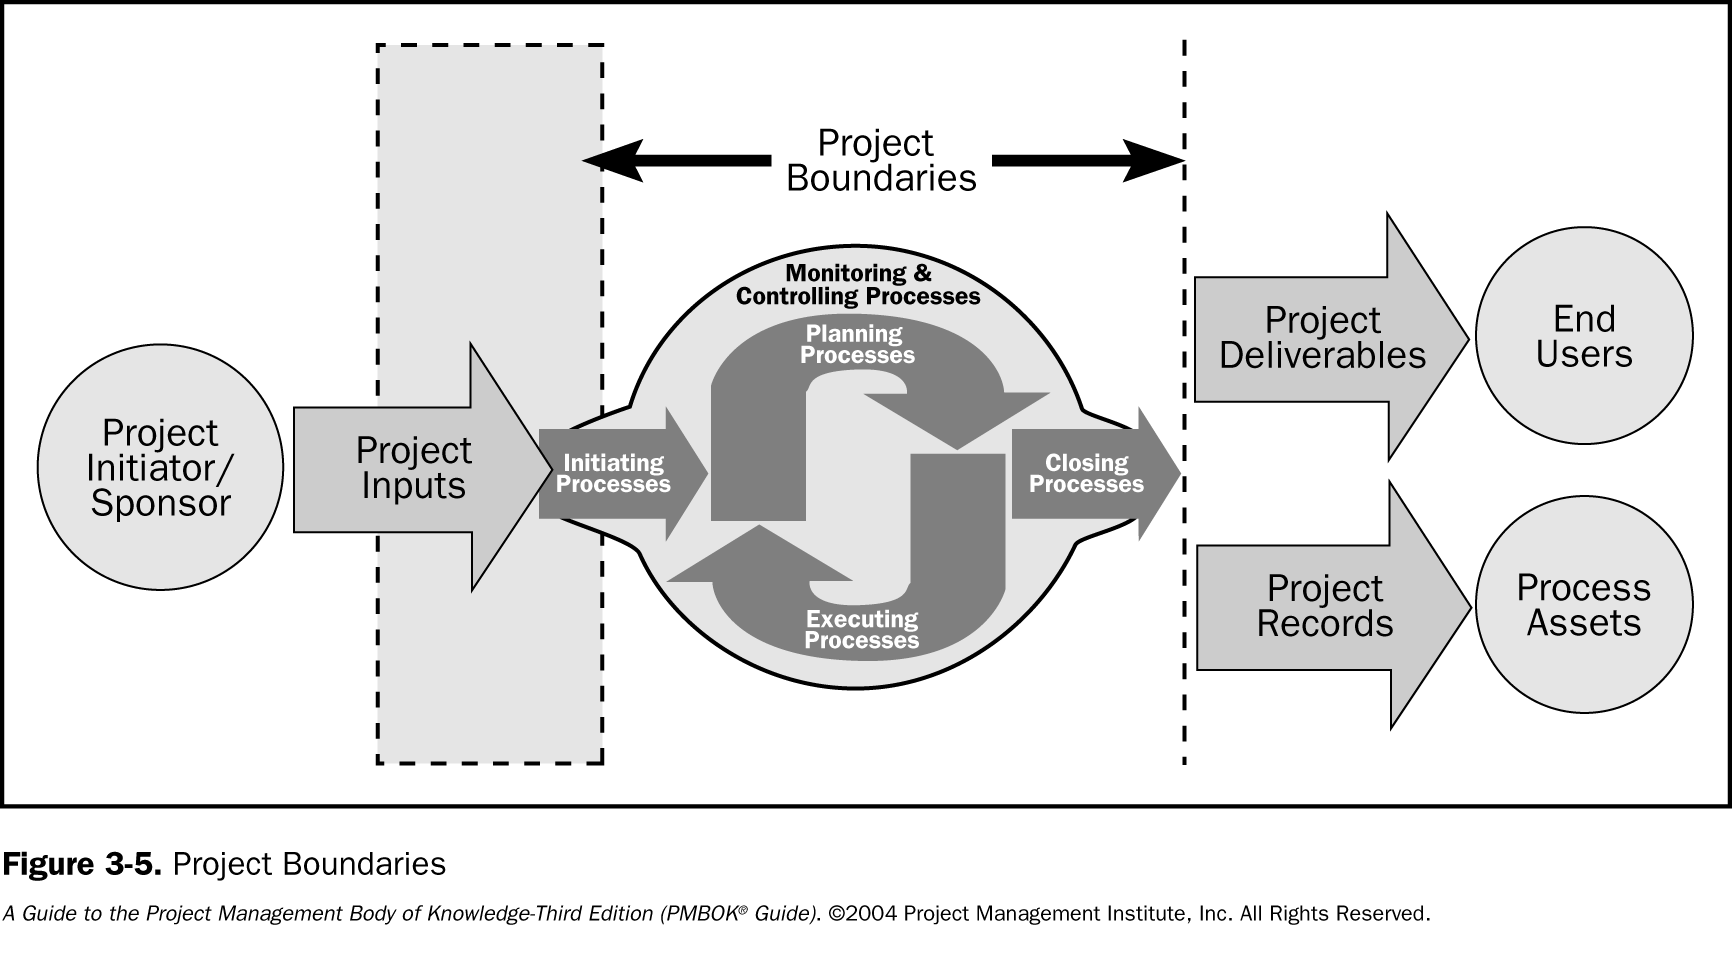 Project
Boundaries
Monitoring &
Controlling Processes
Planning
Processes
Project
Initiator/
Sponsor
Project
Inputs
Initiating
Processes
Closing
Processes
Executing
Processes
Project
Deliverables
End
Users
Project
Records
Process
Assets
Figure 3-5. Project Boundaries
A Guide to the Project Management Body of Knowledge-Third Edition (PMBOK® Guide). ©2004 Project Management Institute, Inc. All Rights Reserved.